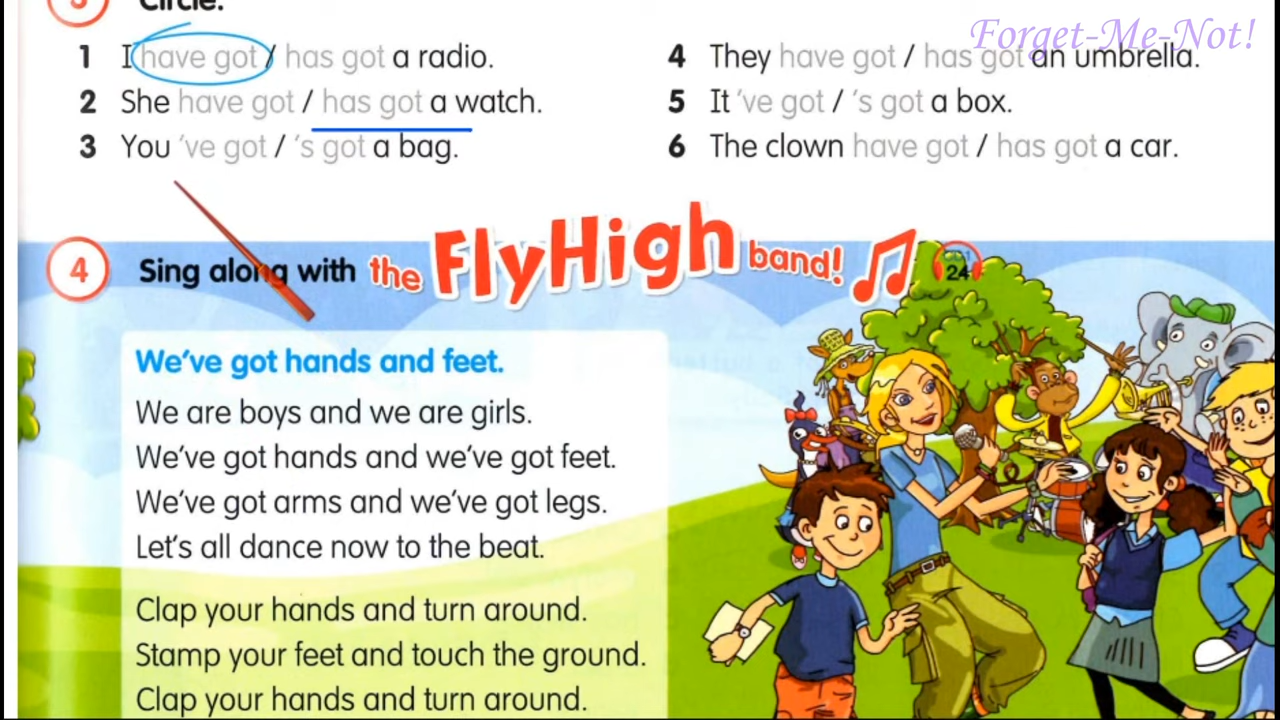 3 Circle.
Forget-Me-Not!
1 I have got / has got a radio.
2 She have got / has got a watch.
3 You 've got / 's got a bag.
4 They have got / has got an umbrella.
5 It 've got / 's got a box.
6 The clown have got / has got a car.
4 Sing along with the FlyHigh band!
24
We've got hands and feet.
We are boys and we are girls.
We've got hands and we've got feet.
We've got arms and we've got legs.
Let's all dance now to the beat.
Clap your hands and turn around.
Stamp your feet and touch the ground.
Clap your hands and turn around.